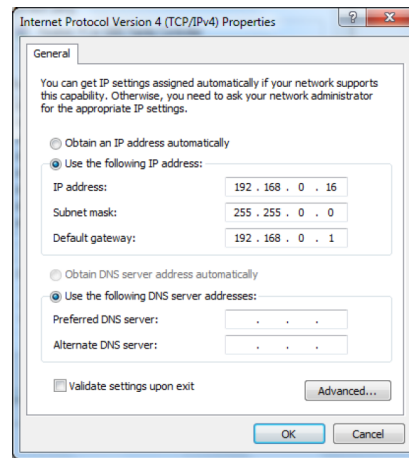 Internet Protocol Version 4 (TCP/IPv4) Properties
General
You can get IP settings assigned automatically if your network supports
this capability. Otherwise, you need to ask your network administrator
for the appropriate IP settings.
Obtain an IP address automatically
Use the following IP address:
IP address: 192 . 168 . 0 . 16
Subnet mask: 255 . 255 . 0 . 0
Default gateway: 192 . 168 . 0 . 1
Obtain DNS server address automatically
Use the following DNS server addresses:
Preferred DNS server: . . .
Alternate DNS server: . . .
Validate settings upon exit
Advanced...
OK Cancel